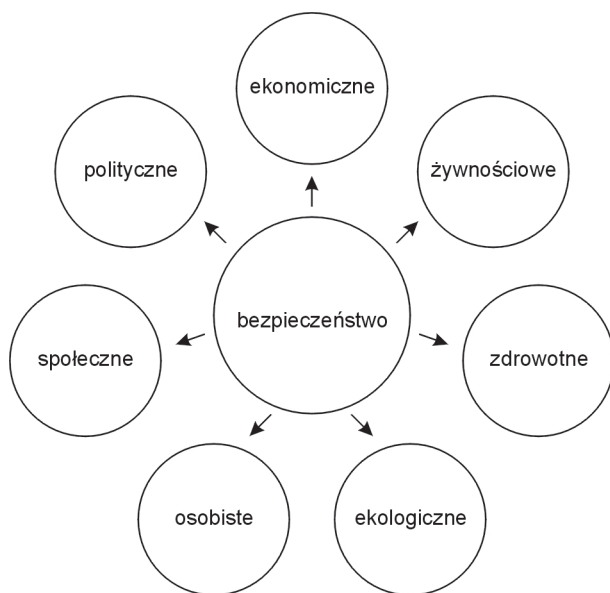 ekonomiczne
polityczne
żywnościowe
bezpieczeństwo
społeczne
zdrowotne
osobiste
ekologiczne